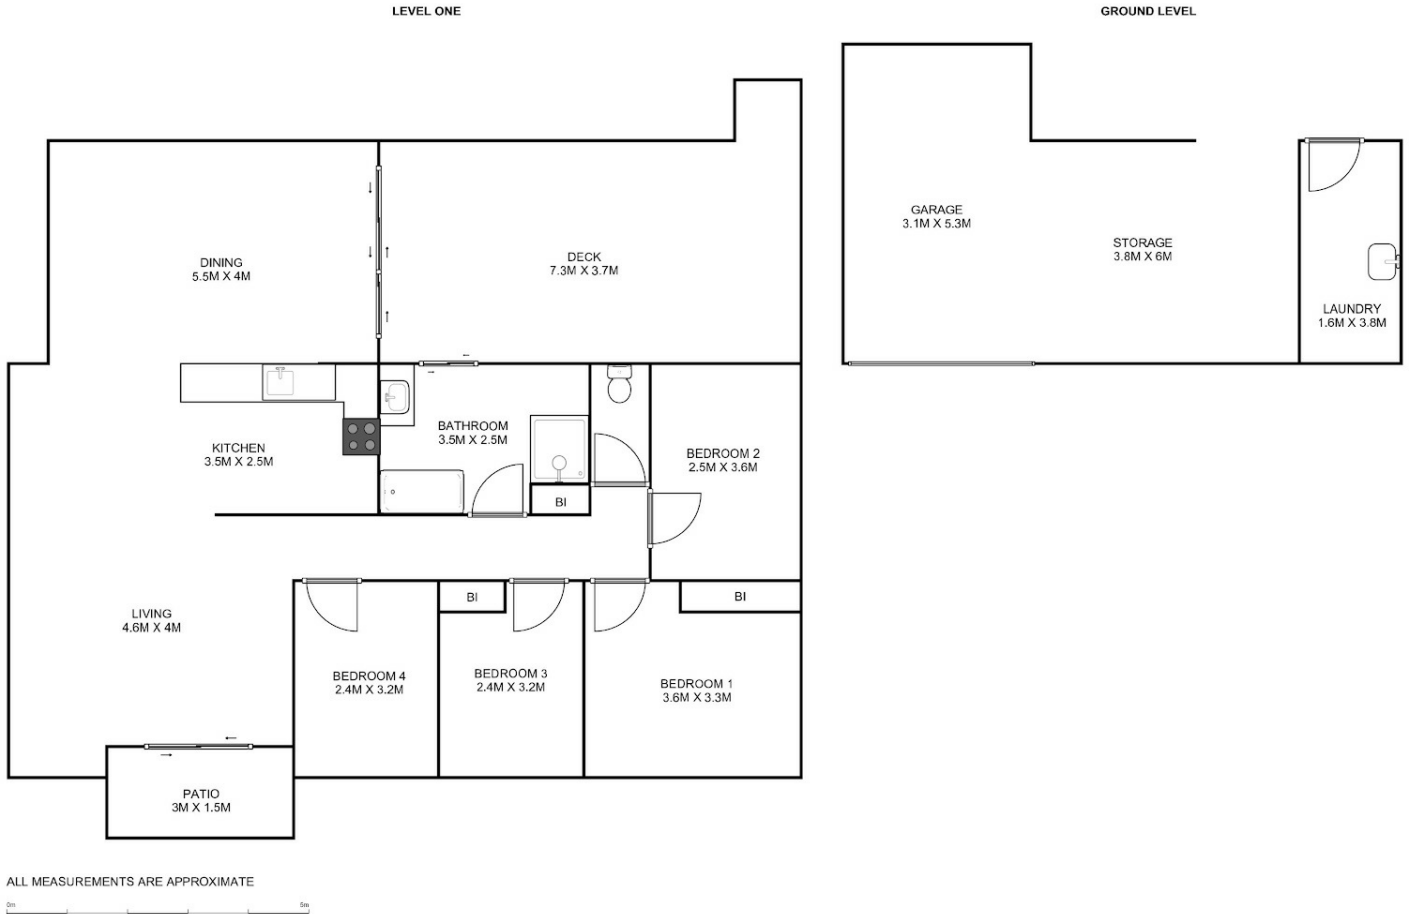 LEVEL ONE
GROUND LEVEL
DINING
5.5M X 4M
DECK
7.3M X 3.7M
GARAGE
3.1M X 5.3M
STORAGE
3.8M X 6M
LAUNDRY
1.6M X 3.8M
KITCHEN
3.5M X 2.5M
BATHROOM
3.5M X 2.5M
BI
BEDROOM 2
2.5M X 3.6M
LIVING
4.6M X 4M
BEDROOM 4
2.4M X 3.2M
BI
BEDROOM 3
2.4M X 3.2M
BI
BEDROOM 1
3.6M X 3.3M
PATIO
3M X 1.5M
ALL MEASUREMENTS ARE APPROXIMATE
0m
5m